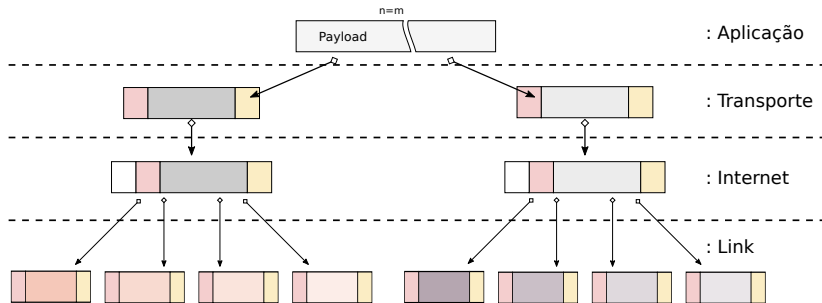 n=m
Payload
: Aplicação
: Transporte
: Internet
: Link